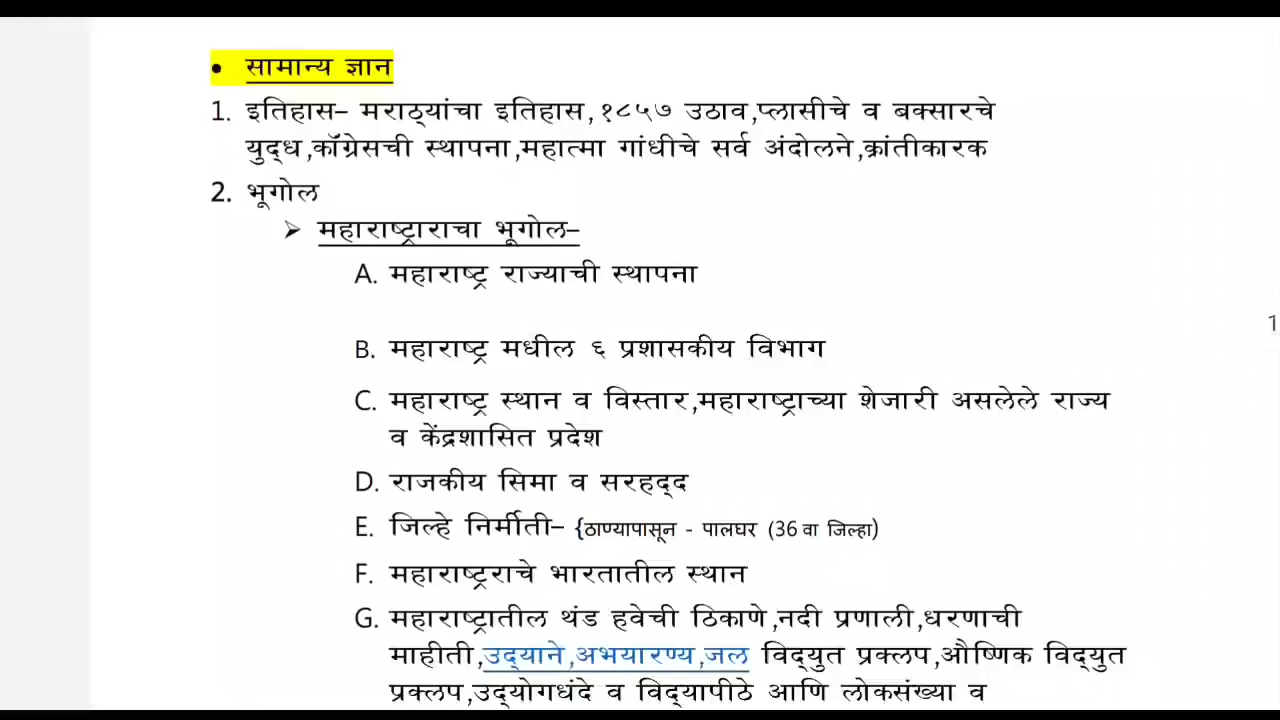 • सामान्य ज्ञान
1. इतिहास– मराठ्यांचा इतिहास,१८५७ उठाव,प्लासीचे व बक्सारचे
युद्ध,कॉंग्रेसची स्थापना,महात्मा गांधीचे सर्व अंदोलने,क्रांतीकारक
2. भूगोल
➢ महाराष्ट्राराचा भूगोल–
A. महाराष्ट्र राज्याची स्थापना
B. महाराष्ट्र मधील ६ प्रशासकीय विभाग
1
C. महाराष्ट्र स्थान व विस्तार,महाराष्ट्राच्या शेजारी असलेले राज्य
व केंद्रशासित प्रदेश
D. राजकीय सिमा व सरहद्द
E. जिल्हे निर्मीती– {ठाण्यापासून - पालघर (36 वा जिल्हा)
F. महाराष्ट्रराचे भारतातील स्थान
G. महाराष्ट्रातील थंड हवेची ठिकाणे,नदी प्रणाली,धरणाची
माहीती,उद्याने,अभयारण्य,जल विद्युत प्रक्लप,औष्णिक विद्युत
प्रक्लप,उद्योगधंदे व विद्यापीठे आणि लोकसंख्या व